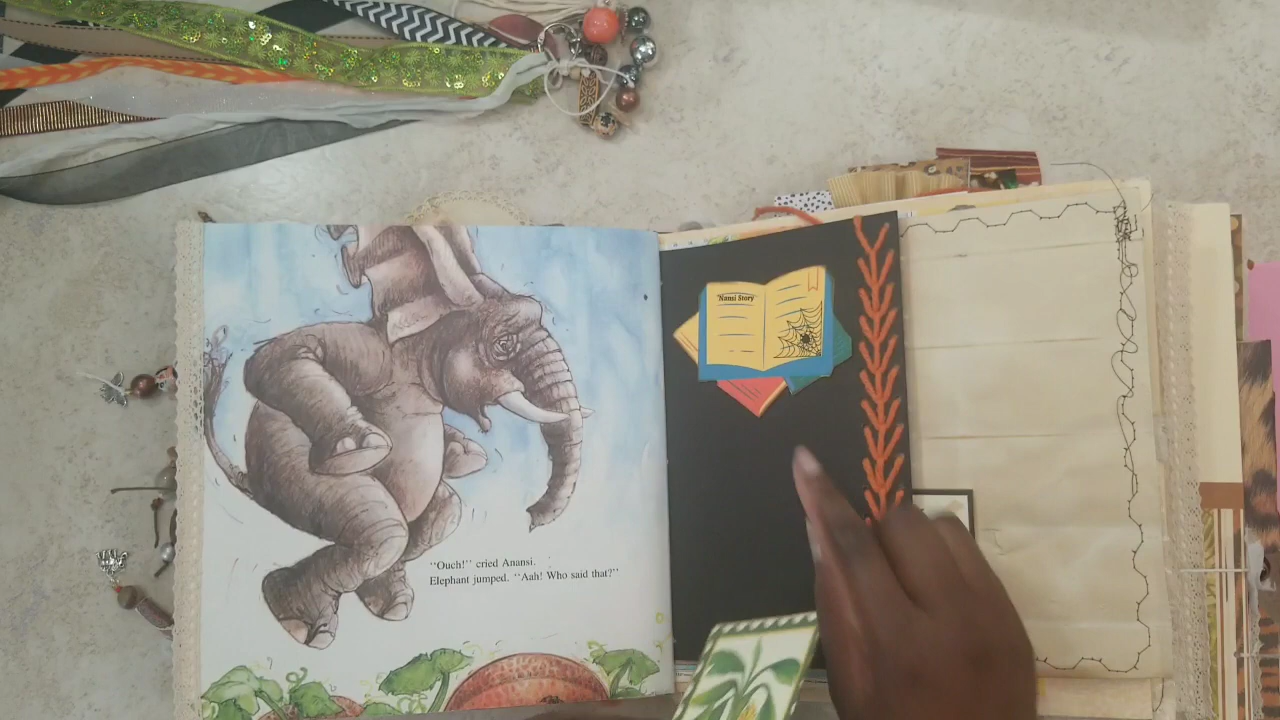 "Ouch!" cried Anansi.
Elephant jumped. "Aah! Who said that?"
'Nansi Story